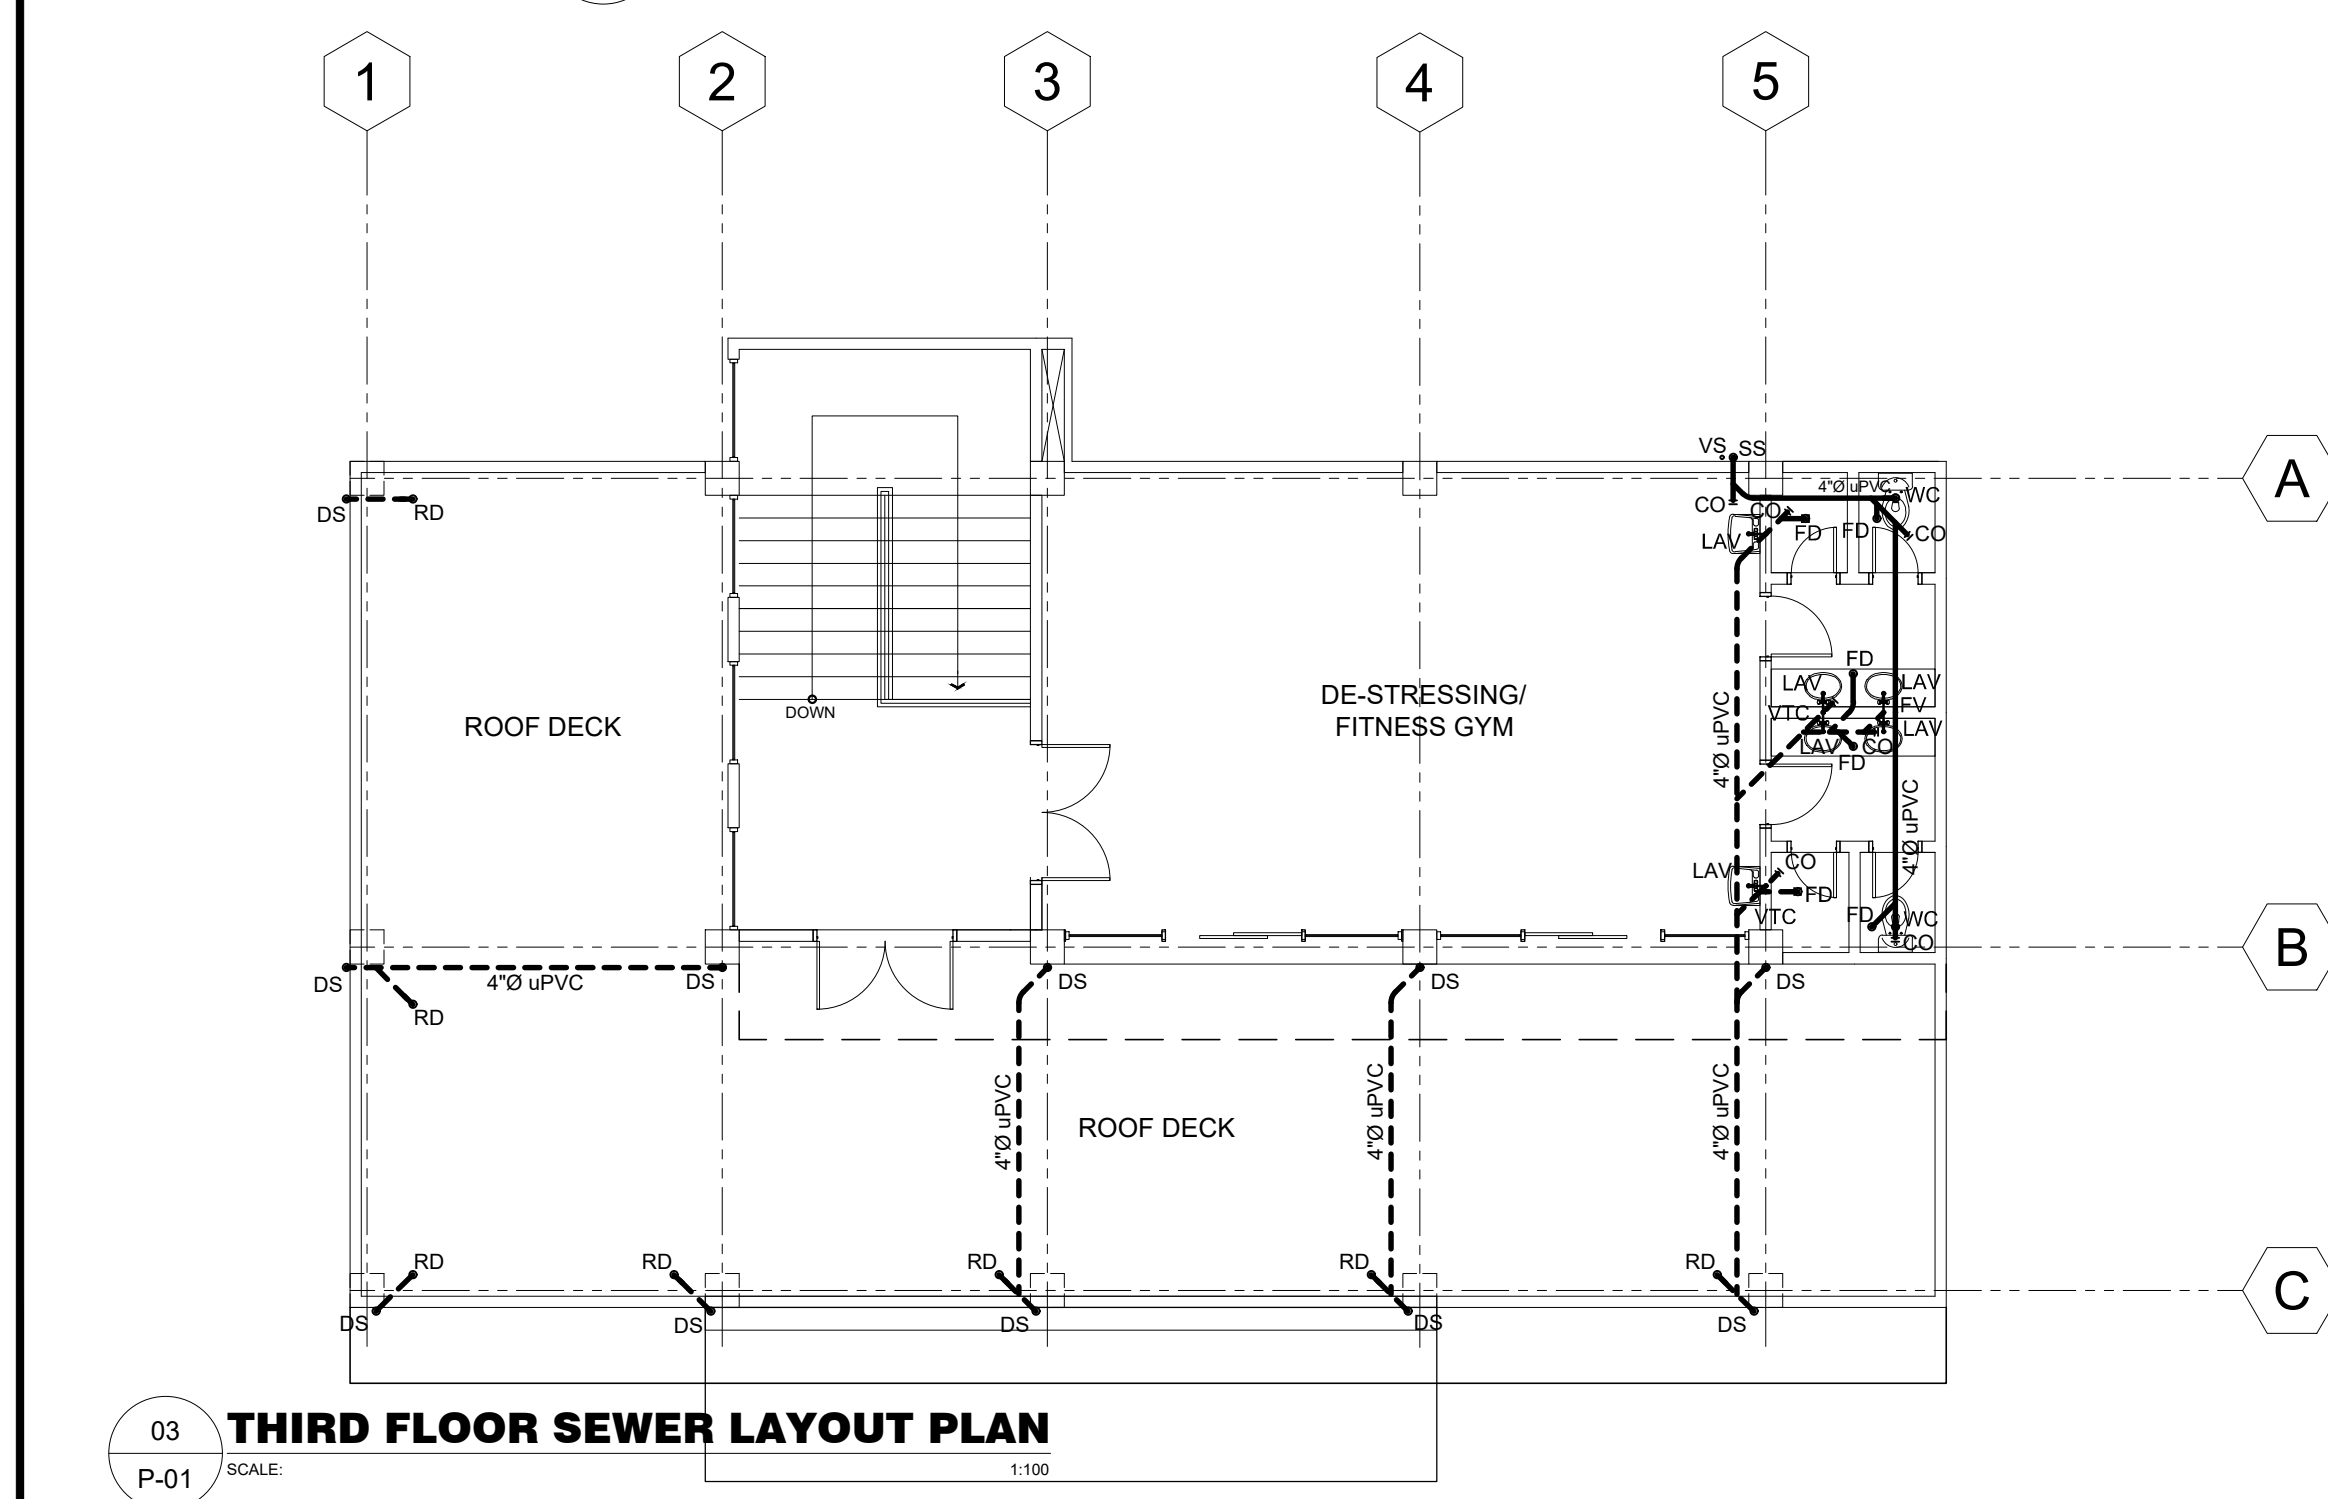 1
2
3
4
5
A
B
C
VS
SS
4"Ø uPVC
WC
CO
CO
FD
FD
CO
LAV
DS
RD
FD
LAV
LAV
FV
VTC
LAV
LAV
CO
FD
DE-STRESSING/
FITNESS GYM
ROOF DECK
DOWN
4"Ø uPVC
4"Ø uPVC
LAV
CO
FD
VTC
FD
WC
CO
DS
4"Ø uPVC
DS
RD
DS
DS
DS
4"Ø uPVC
4"Ø uPVC
4"Ø uPVC
ROOF DECK
RD
RD
RD
RD
RD
DS
DS
DS
DS
DS
03
P-01
THIRD FLOOR SEWER LAYOUT PLAN
SCALE:
1:100